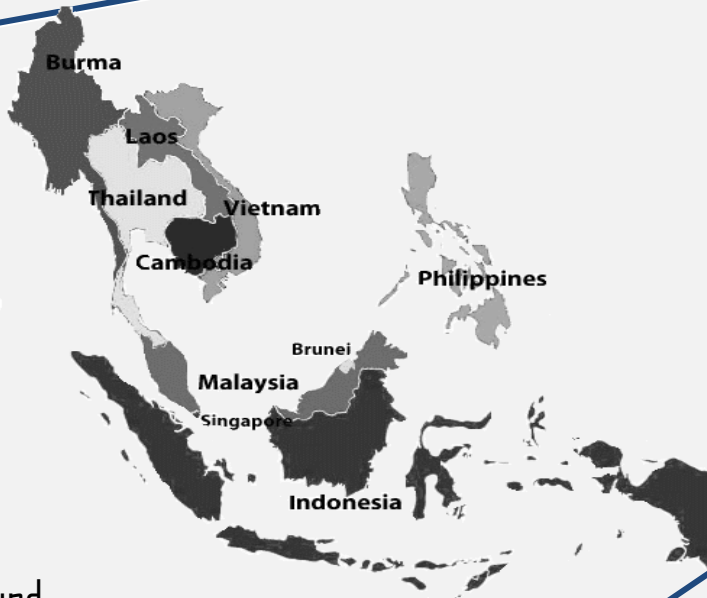 Burma
Laos
Thailand
Vietnam
Cambodia
Philippines
Brunei
Malaysia
Singapore
Indonesia